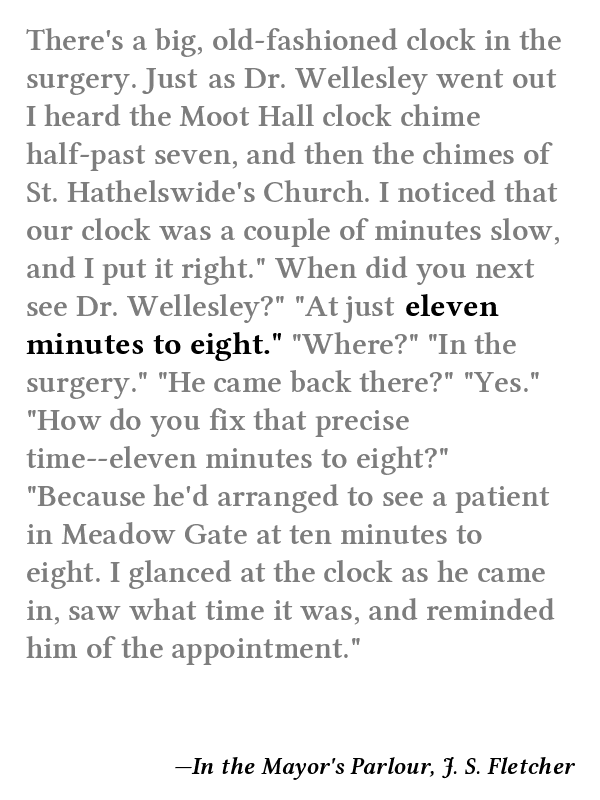 There's a big, old-fashioned clock in the
surgery. Just as Dr. Wellesley went out
I heard the Moot Hall clock chime
half-past seven, and then the chimes of
St. Hathelswide's Church. I noticed that
our clock was a couple of minutes slow,
and I put it right." When did you next
see Dr. Wellesley?" "At just eleven
minutes to eight." "Where?" "In the
surgery." "He came back there?" "Yes."
"How do you fix that precise
time--eleven minutes to eight?"
"Because he'd arranged to see a patient
in Meadow Gate at ten minutes to
eight. I glanced at the clock as he came
in, saw what time it was, and reminded
him of the appointment."
—In the Mayor's Parlour, J. S. Fletcher